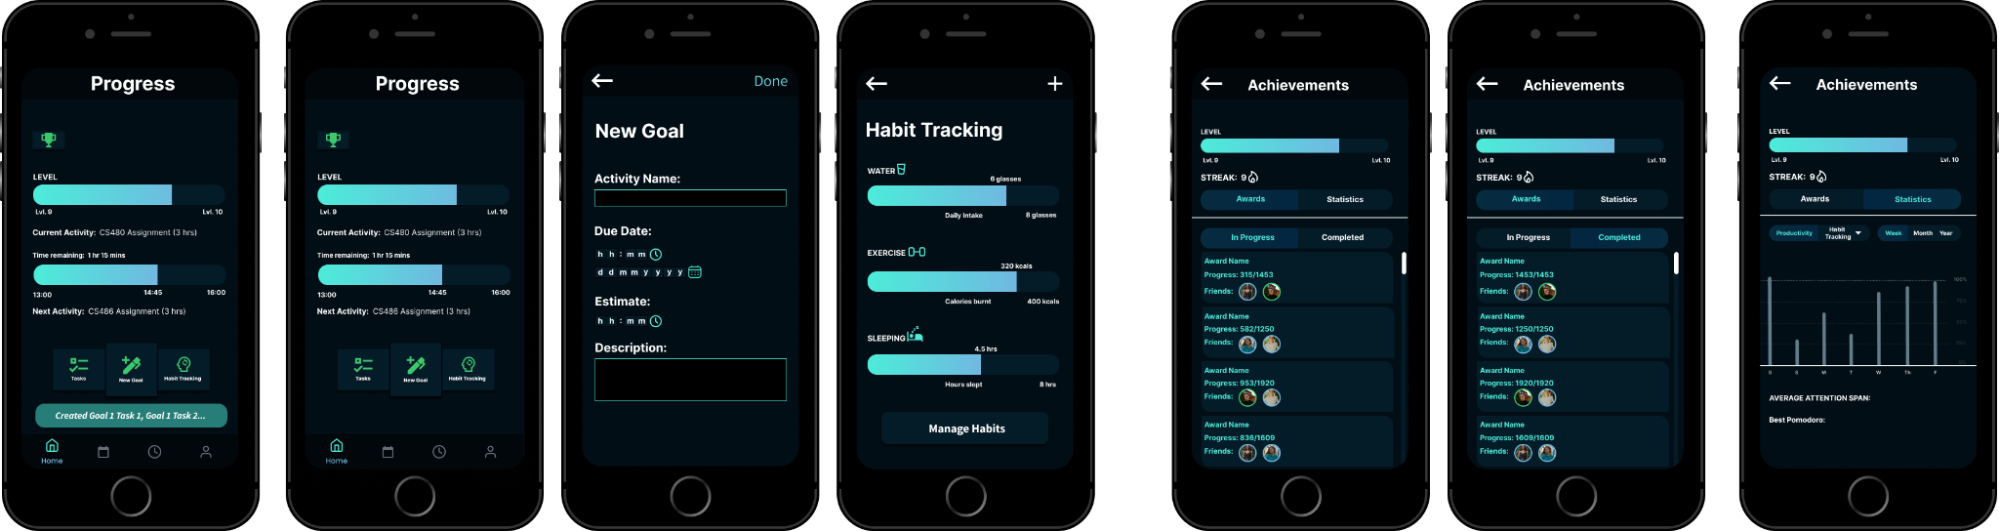 Progress
LEVEL
Lvl. 9 Lvl. 10
Current Activity: CS480 Assignment (3 hrs)
Time remaining: 1 hr 15 mins
13:00 14:45 16:00
Next Activity: CS486 Assignment (3 hrs)
Tasks New Goal Habit Tracking
Created Goal 1 Task 1, Goal 1 Task 2...
Home
Progress
LEVEL
Lvl. 9 Lvl. 10
Current Activity: CS480 Assignment (3 hrs)
Time remaining: 1 hr 15 mins
13:00 14:45 16:00
Next Activity: CS486 Assignment (3 hrs)
Tasks New Goal Habit Tracking
Home
Done
New Goal
Activity Name:
Due Date:
h h : m m
d d m m y y y y
Estimate:
h h : m m
Description:
Habit Tracking
WATER
6 glasses
Daily Intake 8 glasses
EXERCISE
320 kcals
Calories burnt 400 kcals
SLEEPING
4.5 hrs
Hours slept 8 hrs
Manage Habits
Achievements
LEVEL
Lvl. 9 Lvl. 10
STREAK: 9
Awards Statistics
In Progress Completed
Award Name
Progress: 315/1453
Friends:
Award Name
Progress: 582/1250
Friends:
Award Name
Progress: 953/1920
Friends:
Award Name
Progress: 836/1609
Friends:
Achievements
LEVEL
Lvl. 9 Lvl. 10
STREAK: 9
Awards Statistics
In Progress Completed
Award Name
Progress: 1453/1453
Friends:
Award Name
Progress: 1250/1250
Friends:
Award Name
Progress: 1920/1920
Friends:
Award Name
Progress: 1609/1609
Friends:
Achievements
LEVEL
Lvl. 9 Lvl. 10
STREAK: 9
Awards Statistics
Productivity Habit Tracking Week Month Year
100%
S S M T W Th F
AVERAGE ATTENTION SPAN:
Best Pomodoro: